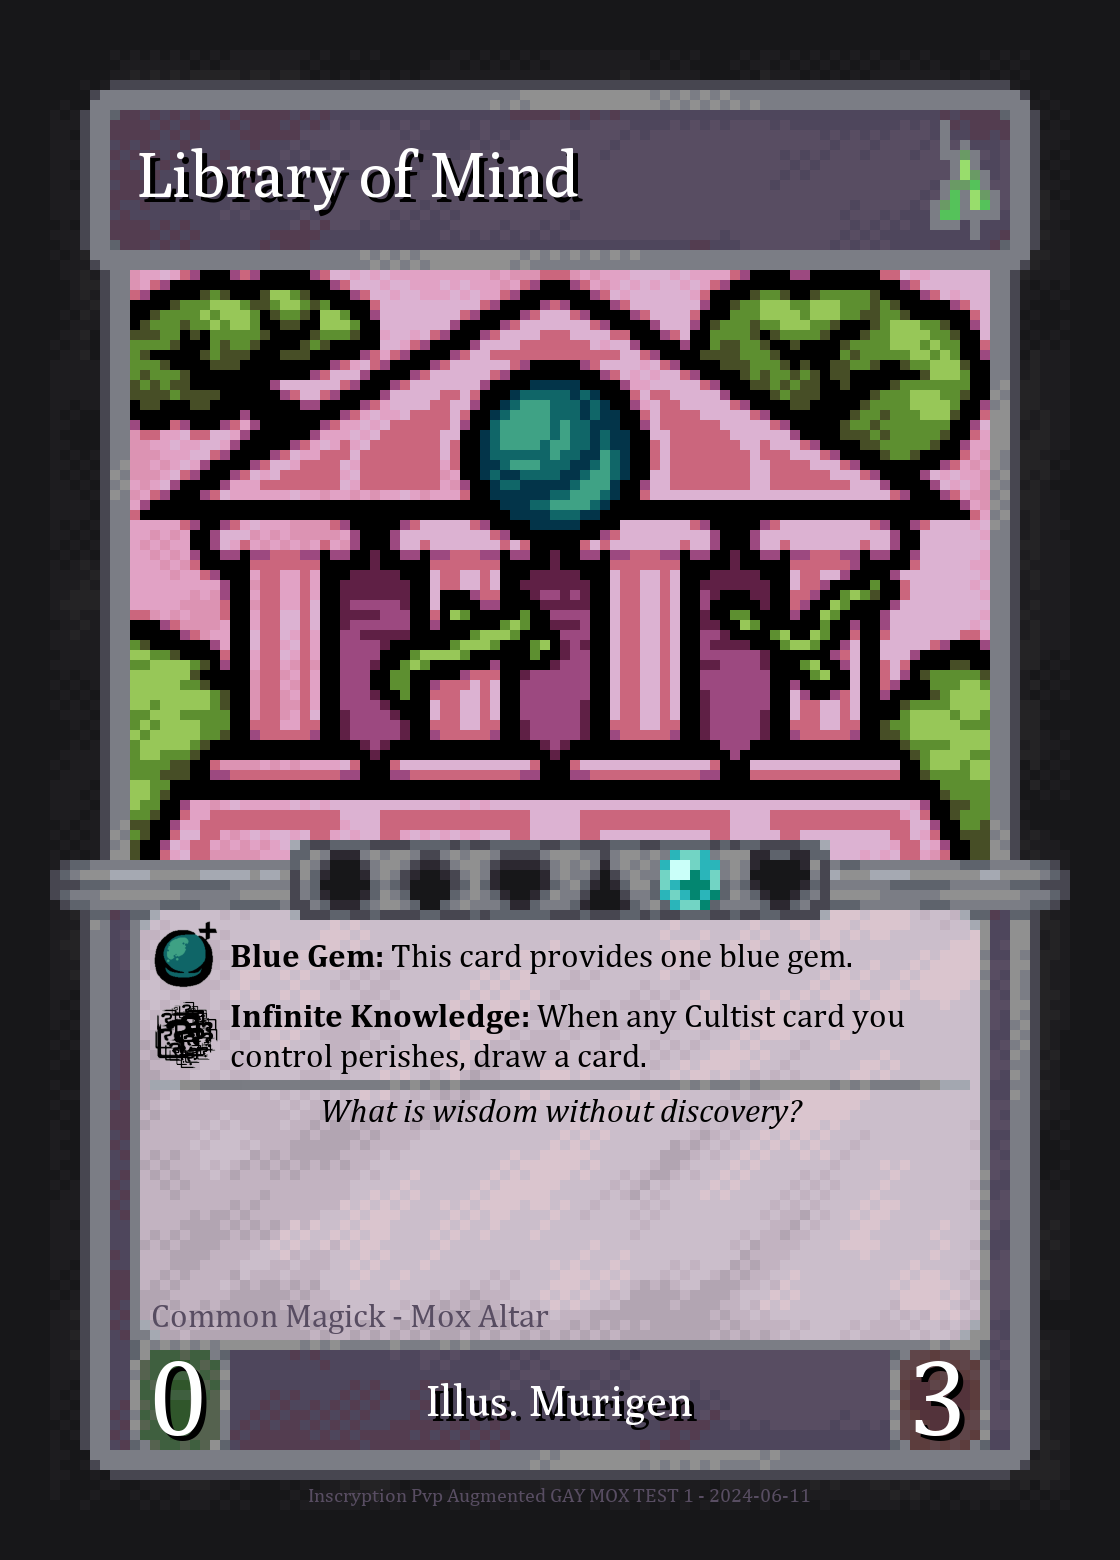 Library of Mind
Blue Gem: This card provides one blue gem.
Infinite Knowledge: When any Cultist card you
control perishes, draw a card.
What is wisdom without discovery?
Common Magick - Mox Altar
0
Illus. Murigen
3
Inscryption Pvp Augmented GAY MOX TEST 1 - 2024-06-11